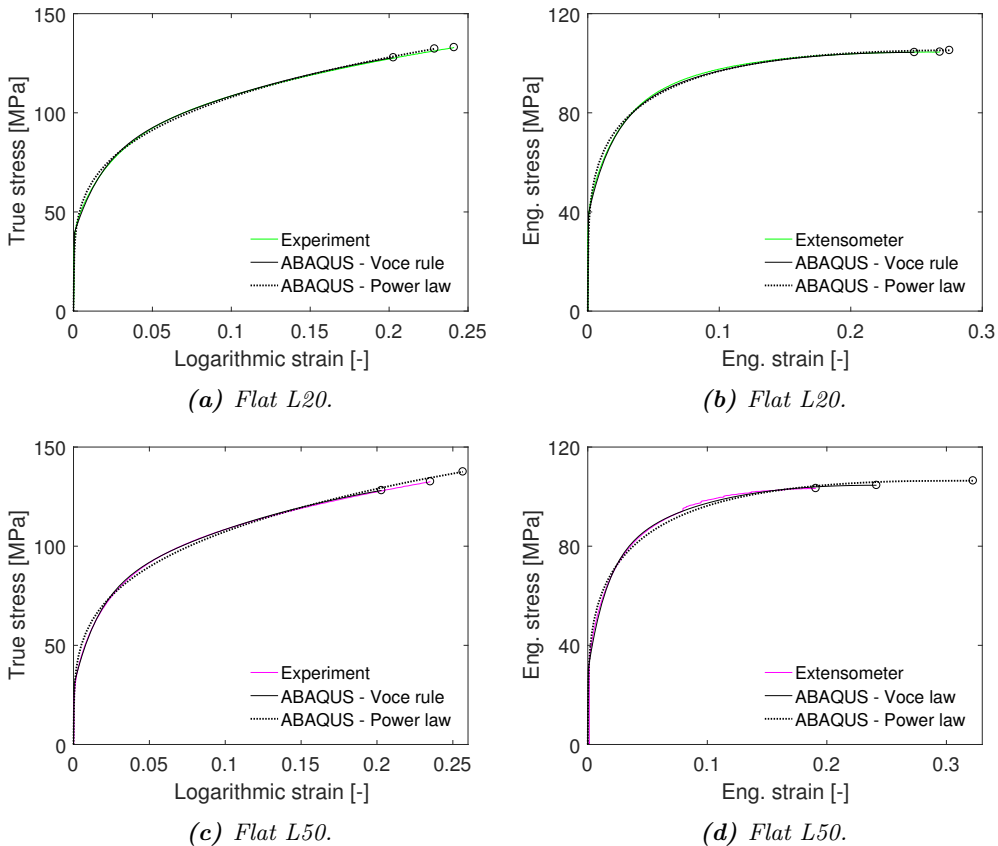 150
100
50
0
True stress [MPa]
0
0.05
0.1
0.15
0.2
0.25
Logarithmic strain [-]
Experiment
ABAQUS - Voce rule
ABAQUS - Power law
(a) Flat L20.
120
80
40
0
Eng. stress [MPa]
0
0.1
0.2
0.3
Eng. strain [-]
Extensometer
ABAQUS - Voce rule
ABAQUS - Power law
(b) Flat L20.
150
100
50
0
True stress [MPa]
0
0.05
0.1
0.15
0.2
0.25
Logarithmic strain [-]
Experiment
ABAQUS - Voce rule
ABAQUS - Power law
(c) Flat L50.
120
80
40
0
Eng. stress [MPa]
0
0.1
0.2
0.3
Eng. strain [-]
Extensometer
ABAQUS - Voce law
ABAQUS - Power law
(d) Flat L50.